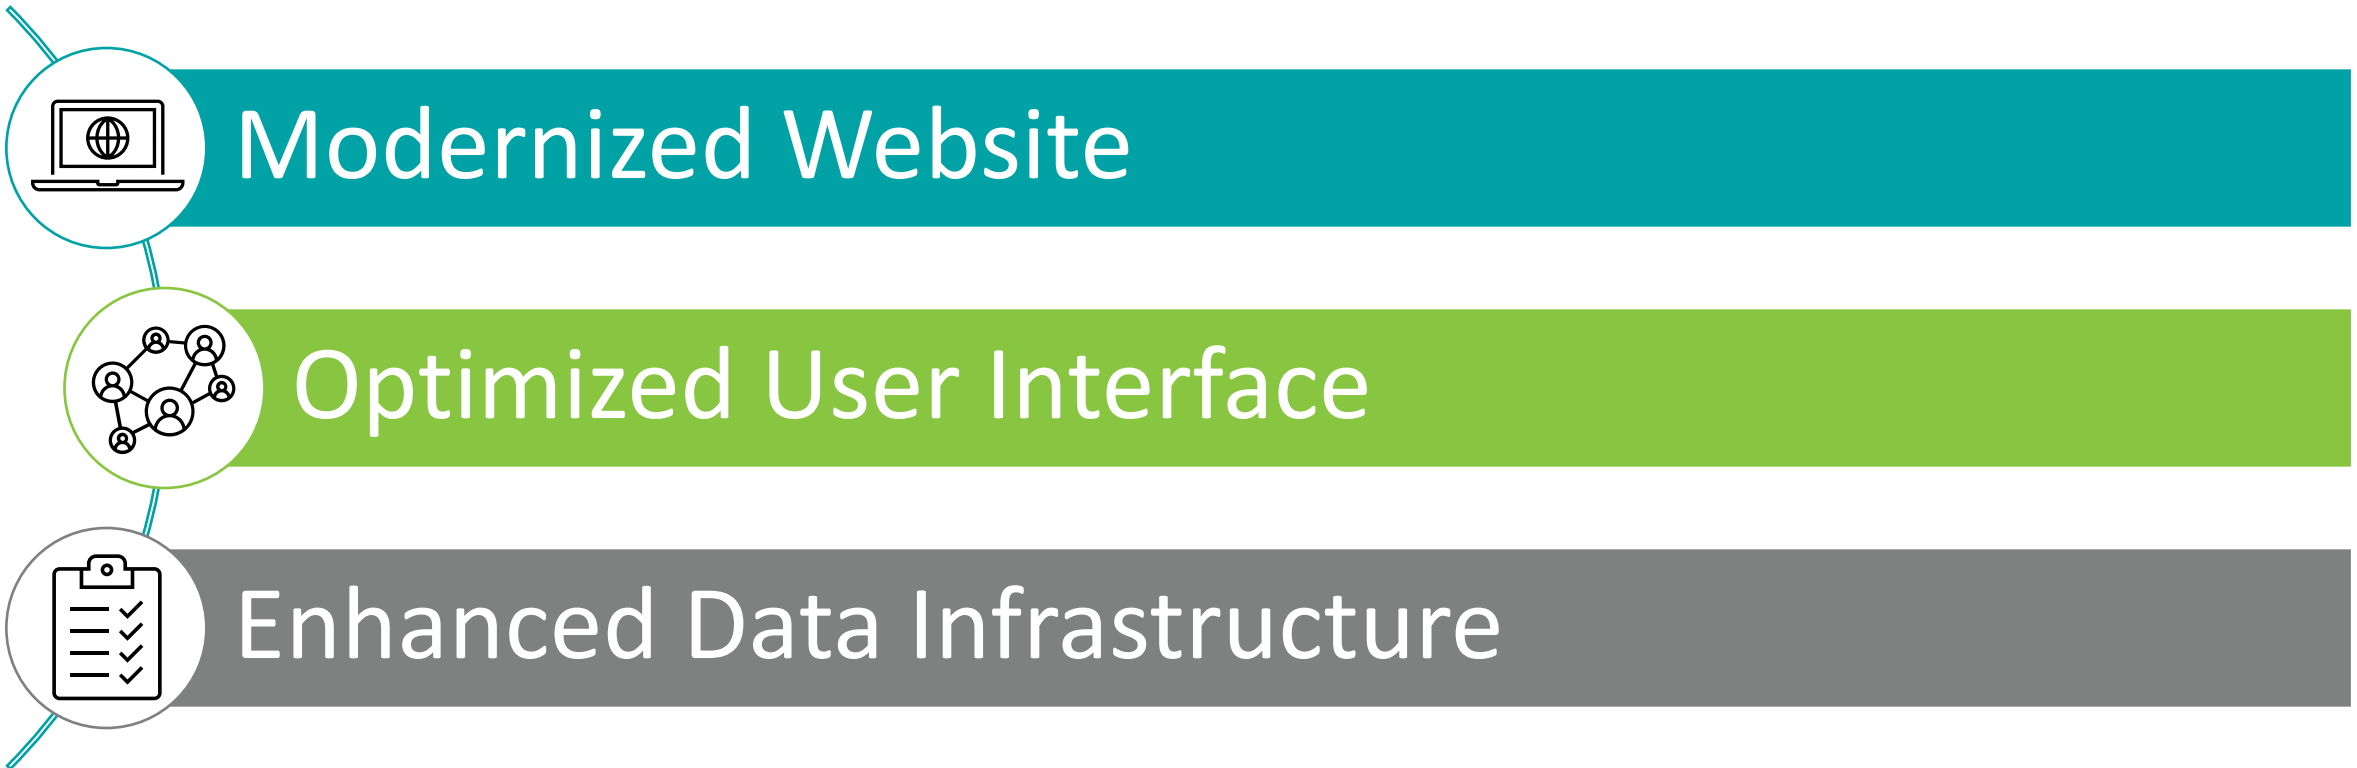 Modernized Website
Optimized User Interface
Enhanced Data Infrastructure